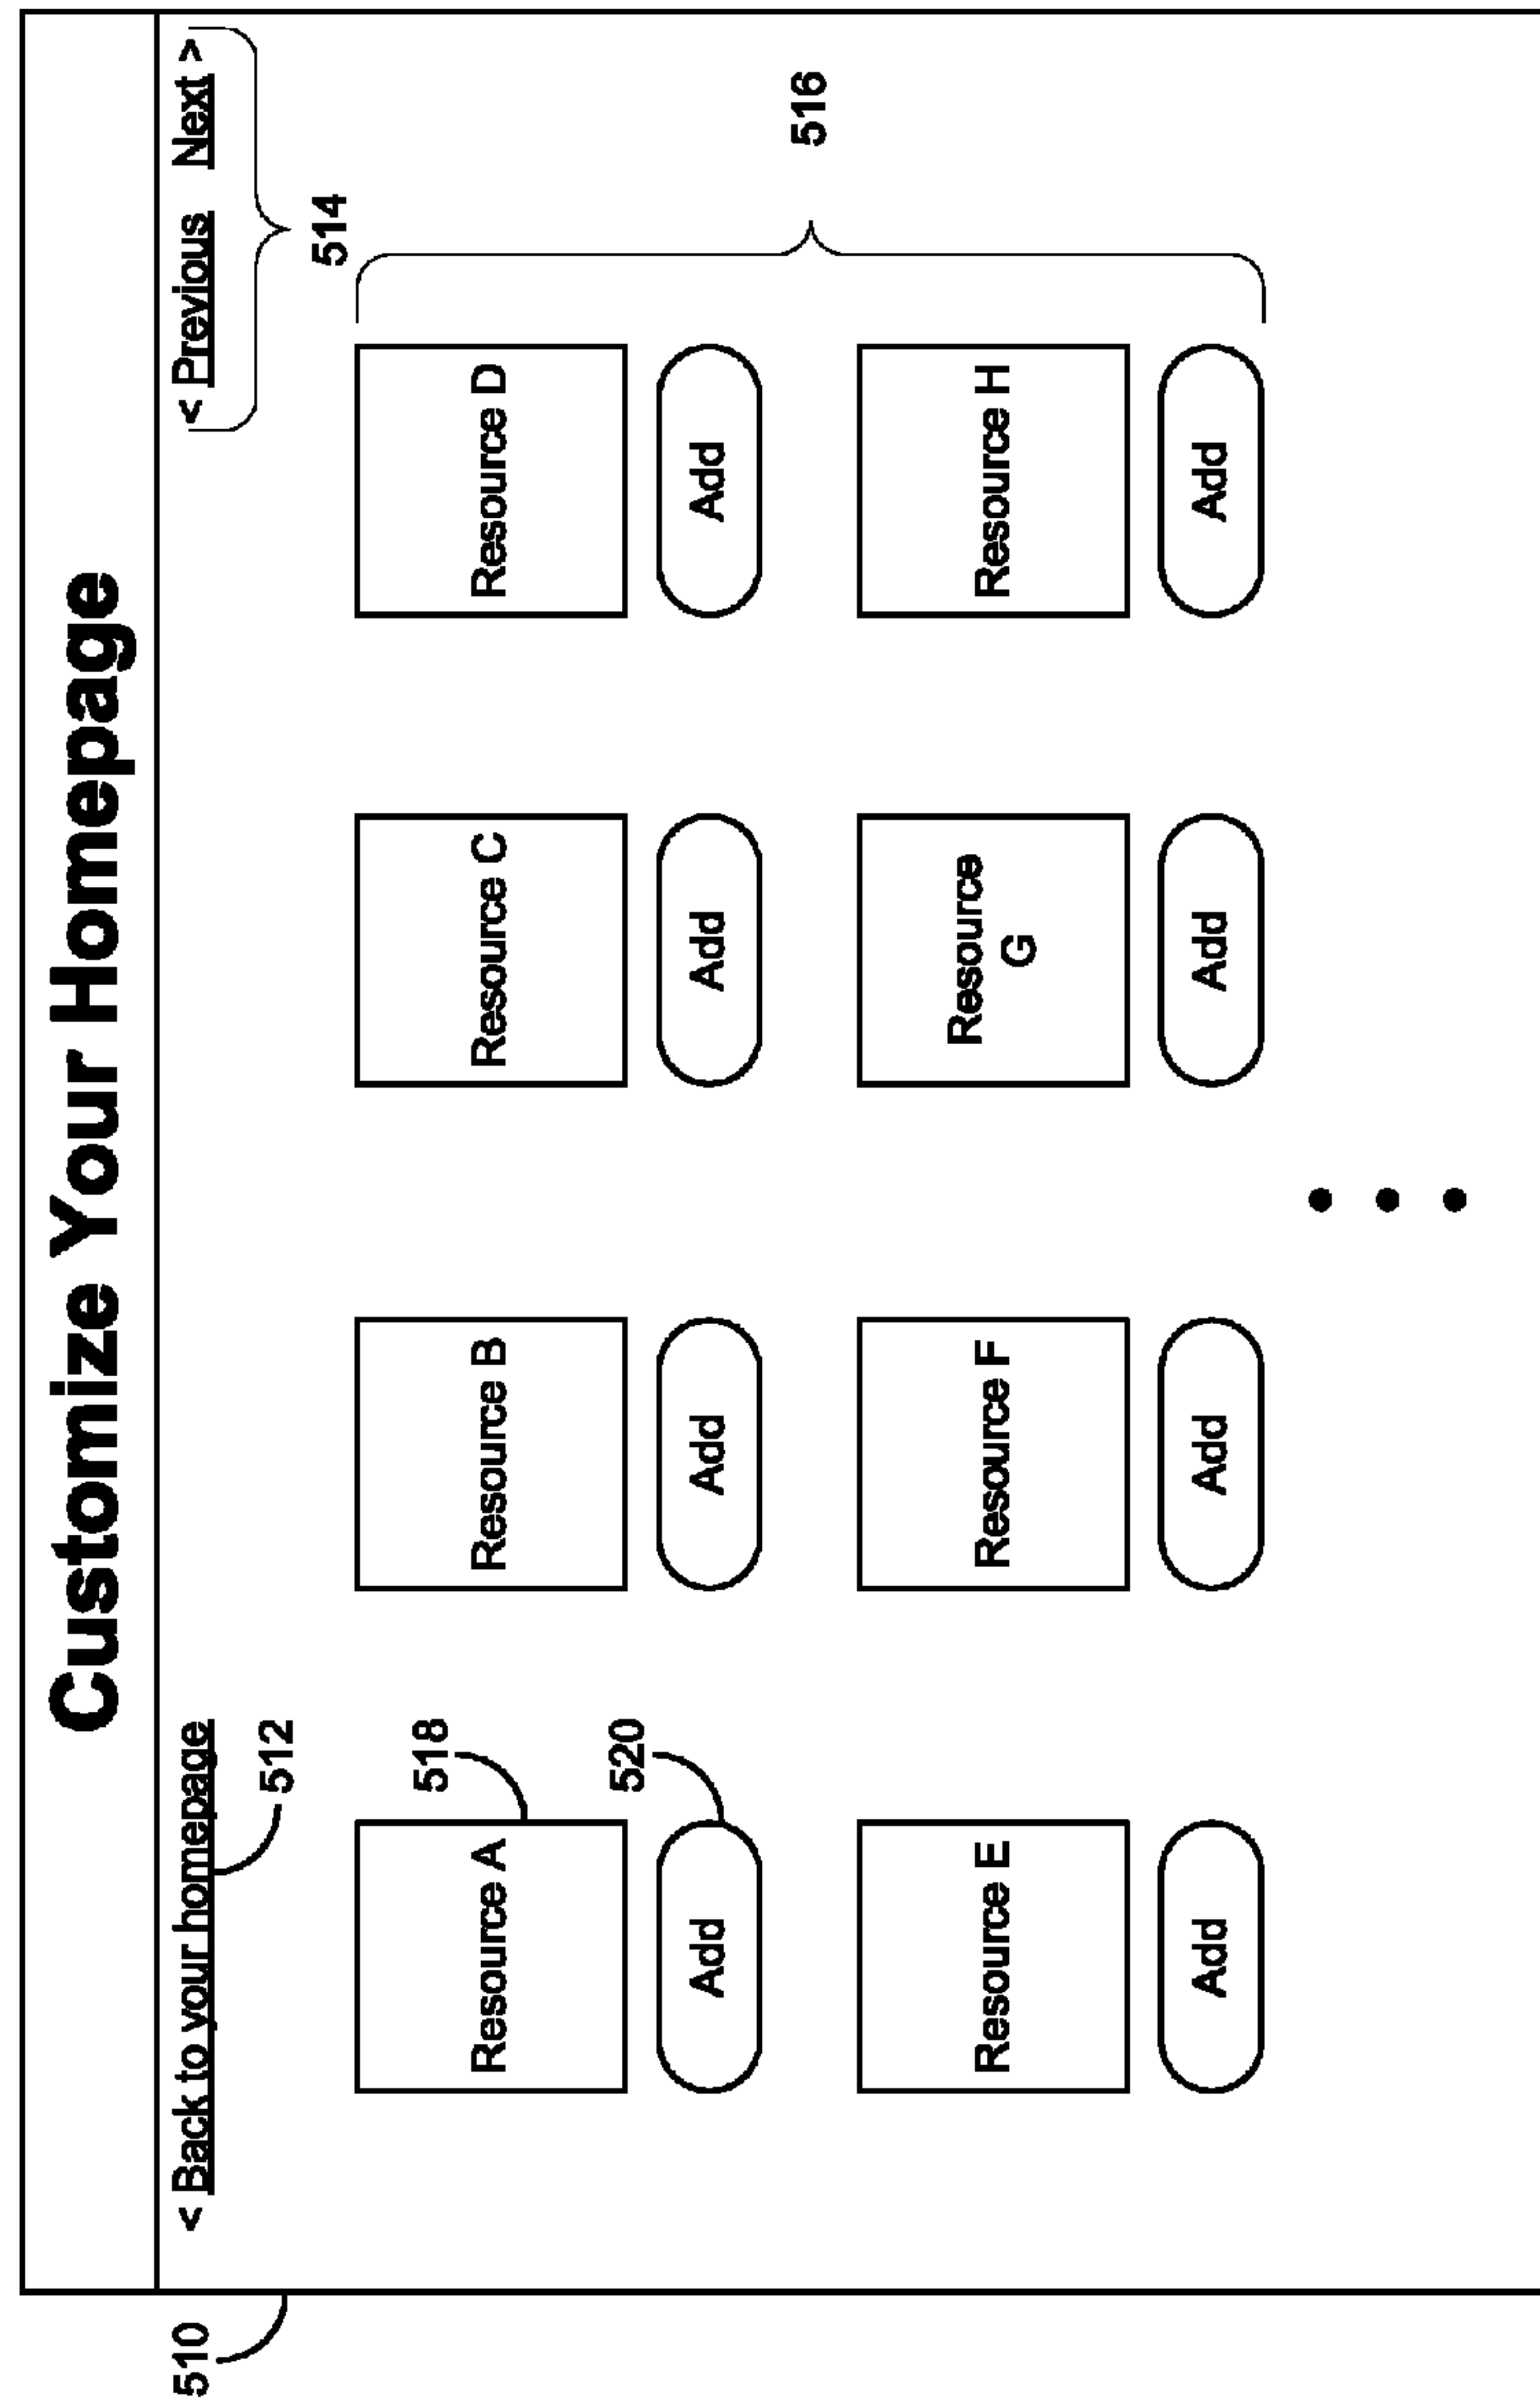 Customize Your Homepage
510
< Back to your homepage
< Previous Next >
512
514
518
Resource A
Resource B
Resource C
Resource D
520
Add
Add
Add
Add
516
Resource E
Resource F
Resource
G
Resource H
Add
Add
Add
Add